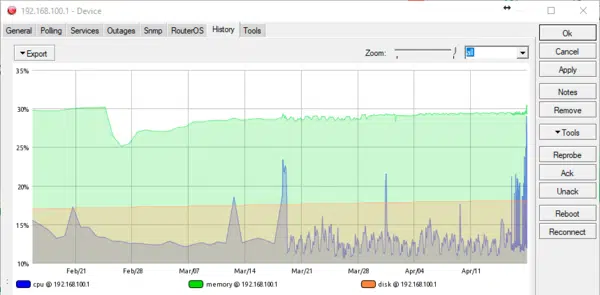 192.168.100.1 - Device
General Polling Services Outages Snmp RouterOS History Tools
Export
Zoom: all
Ok
Cancel
Apply
Notes
Remove
Tools
Reprobe
Ack
Unack
Reboot
Reconnect
35%
30%
25%
20%
15%
10%
Feb/21 Feb/28 Mar/07 Mar/14 Mar/21 Mar/28 Apr/04 Apr/11
cpu @ 192.168.100.1 memory @ 192.168.100.1 disk @ 192.168.100.1